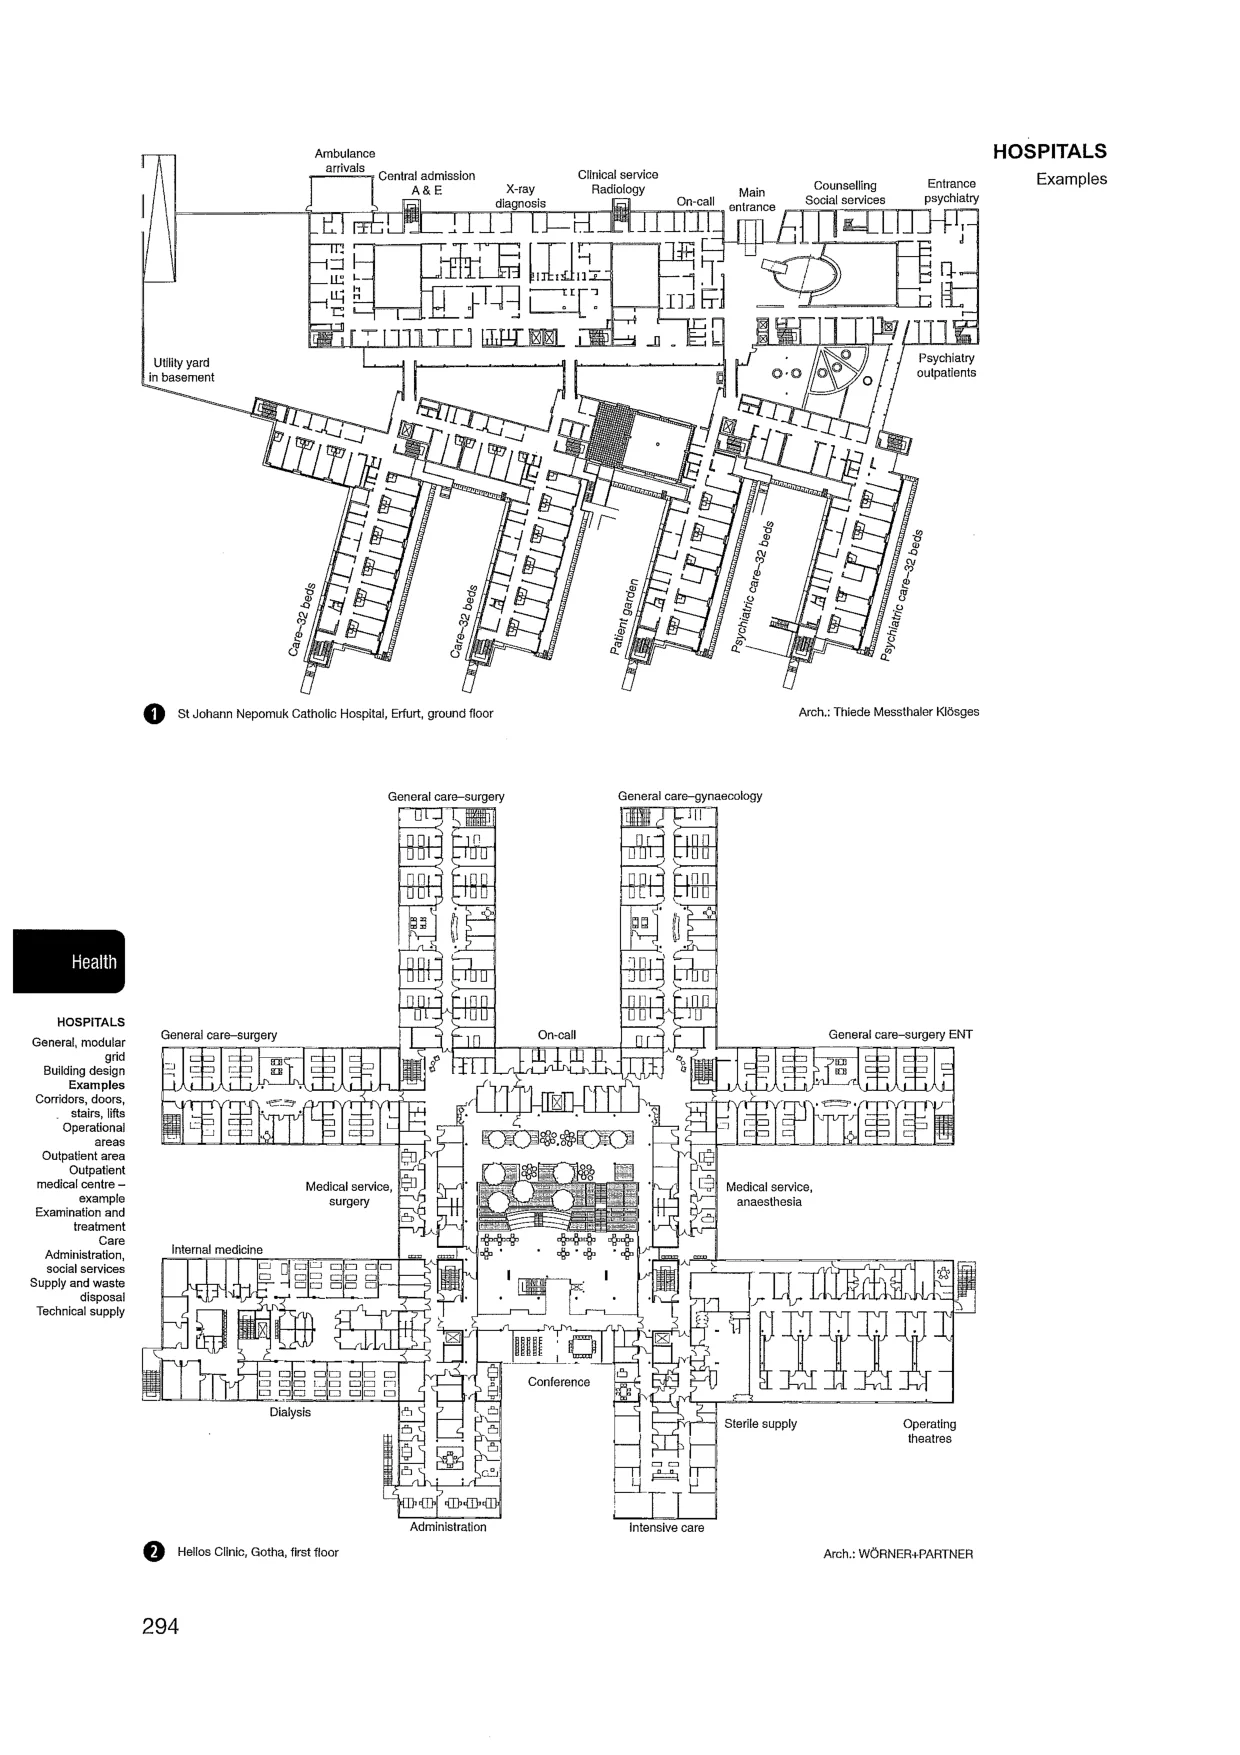 HOSPITALS
Examples
Ambulance
arrivals
Central admission
A & E
X-ray
diagnosis
Clinical service
Radiology
On-call
Main
entrance
Counselling
Social services
Entrance
psychiatry
Utility yard
in basement
Psychiatry
outpatients
Care–32 beds
Care–32 beds
Patient garden
Psychiatric care–32 beds
Psychiatric care–32 beds
1 St Johann Nepomuk Catholic Hospital, Erfurt, ground floor
Arch.: Thiede Messthaler Klösges
General care–surgery
General care–gynaecology
Health
HOSPITALS
General, modular
grid
Building design
Examples
Corridors, doors,
stairs, lifts
Operational
areas
Outpatient area
Outpatient
medical centre –
example
Examination and
treatment
Care
Administration,
social services
Supply and waste
disposal
Technical supply
General care–surgery
On-call
General care–surgery ENT
Medical service,
surgery
Medical service,
anaesthesia
Internal medicine
Conference
Dialysis
Sterile supply
Operating
theatres
Administration
Intensive care
2 Helios Clinic, Gotha, first floor
Arch.: WÖRNER+PARTNER
294